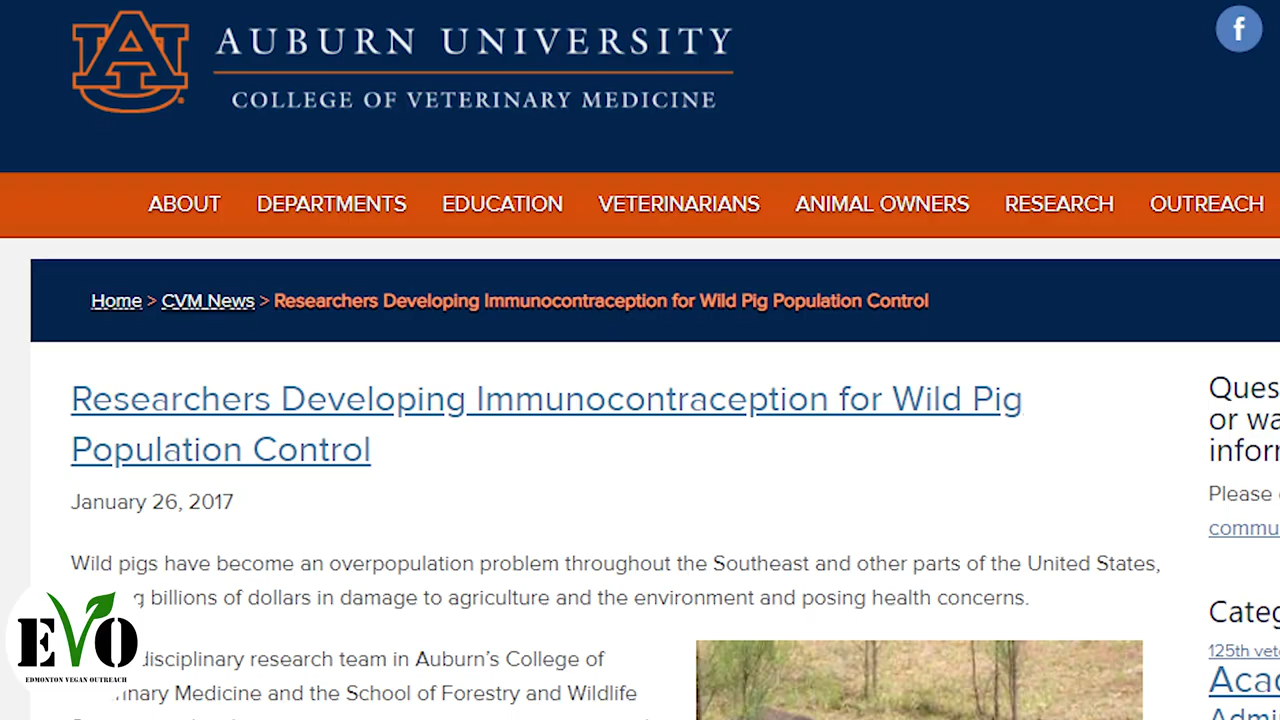 AUBURN UNIVERSITY
COLLEGE OF VETERINARY MEDICINE
f
ABOUT DEPARTMENTS EDUCATION VETERINARIANS ANIMAL OWNERS RESEARCH OUTREACH
Home > CVM News > Researchers Developing Immunocontraception for Wild Pig Population Control
Researchers Developing Immunocontraception for Wild Pig
Population Control
January 26, 2017
Wild pigs have become an overpopulation problem throughout the Southeast and other parts of the United States,
billions of dollars in damage to agriculture and the environment and posing health concerns.
disciplinary research team in Auburn's College of
Medicine and the School of Forestry and Wildlife
or
Please
Academ
EVO
EDMONTON VEGAN OUTREACH
125th